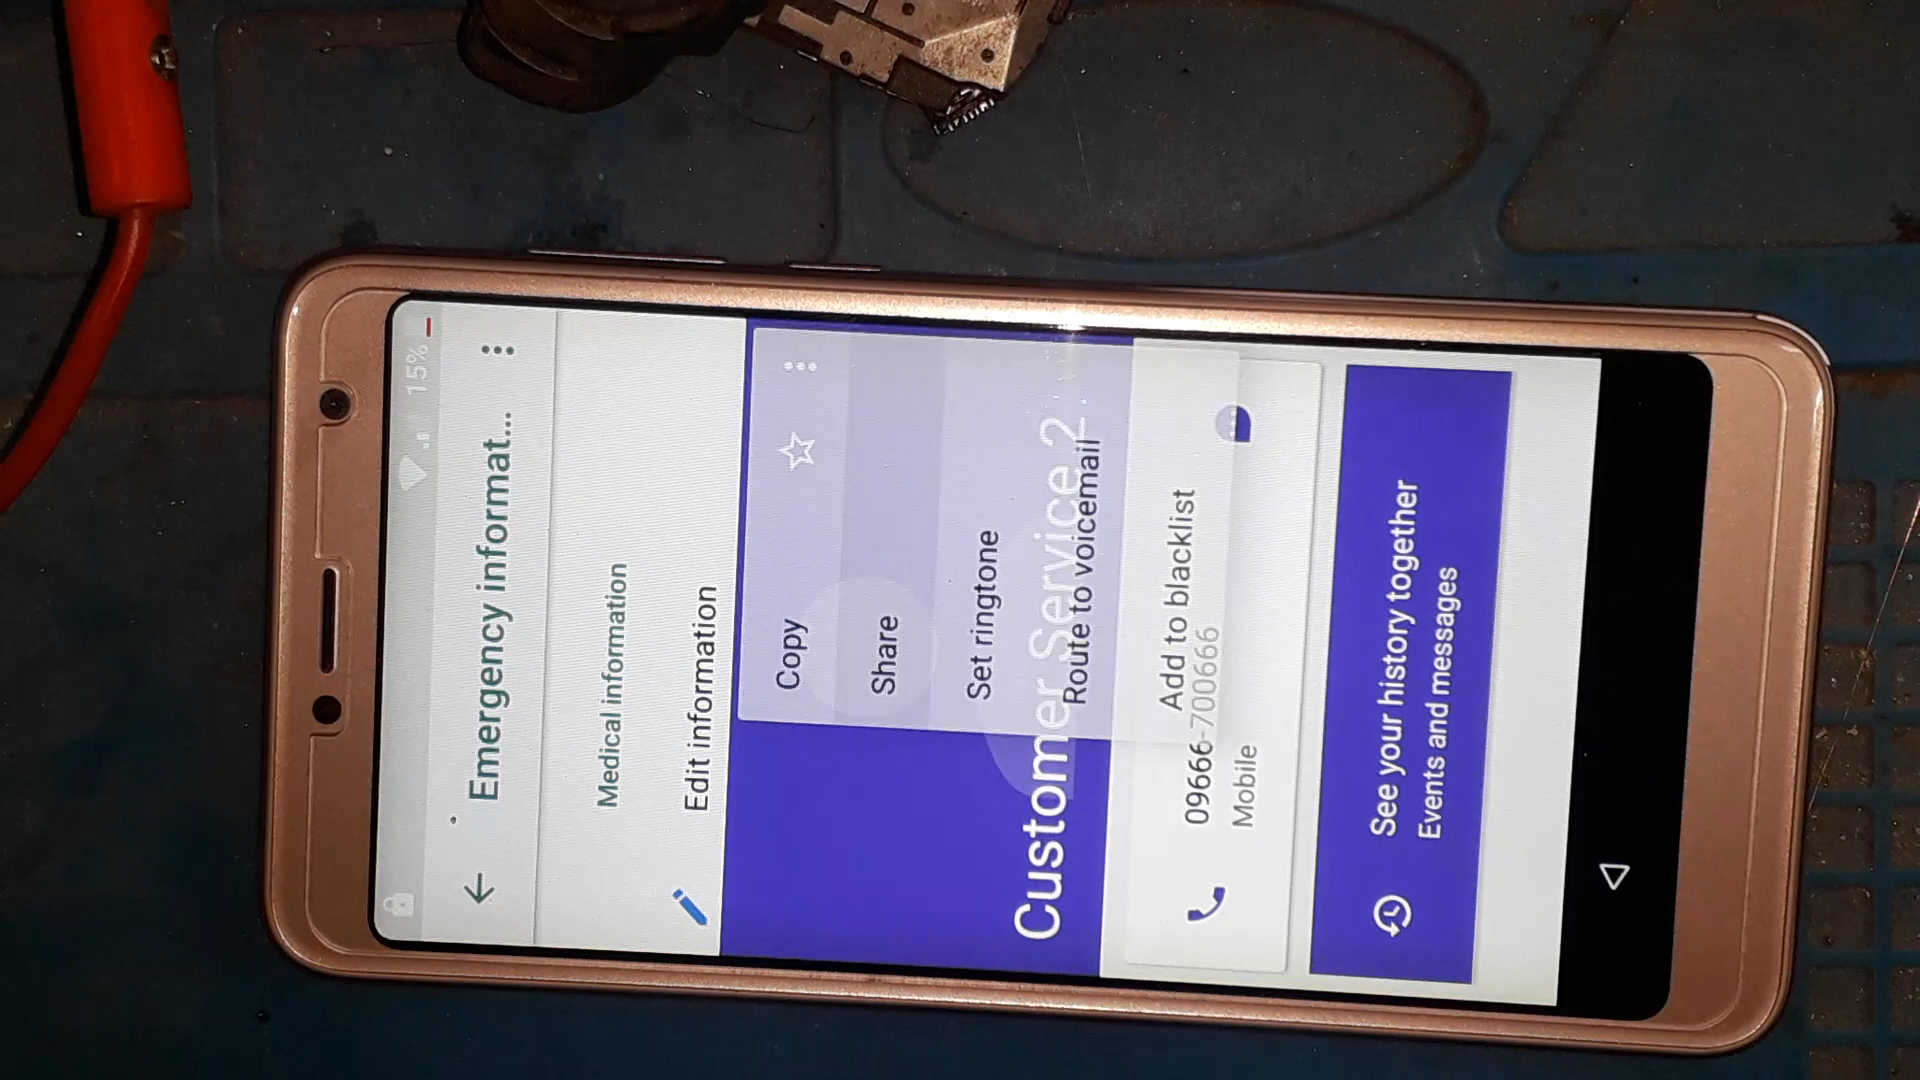 15%
Emergency informat...
Medical information
Edit information
Copy
Share
Set ringtone
Customer Service 2
Route to voicemail
Add to blacklist
09666-700666
Mobile
See your history together
Events and messages